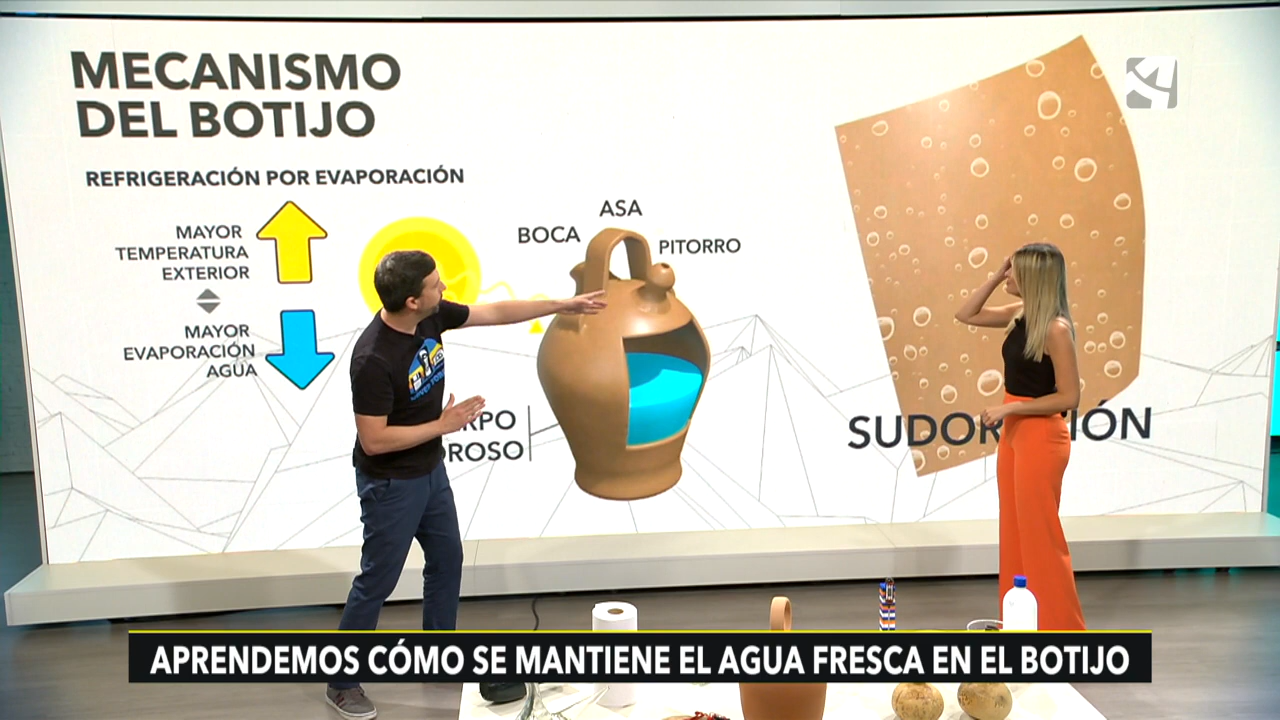 MECANISMO
DEL BOTIJO
REFRIGERACIÓN POR EVAPORACIÓN
MAYOR
TEMPERATURA
EXTERIOR
MAYOR
EVAPORACIÓN
AGUA
ASA
BOCA
PITORRO
RPO
OROSO
SUDOR IÓN
APRENDEMOS CÓMO SE MANTIENE EL AGUA FRESCA EN EL BOTIJO